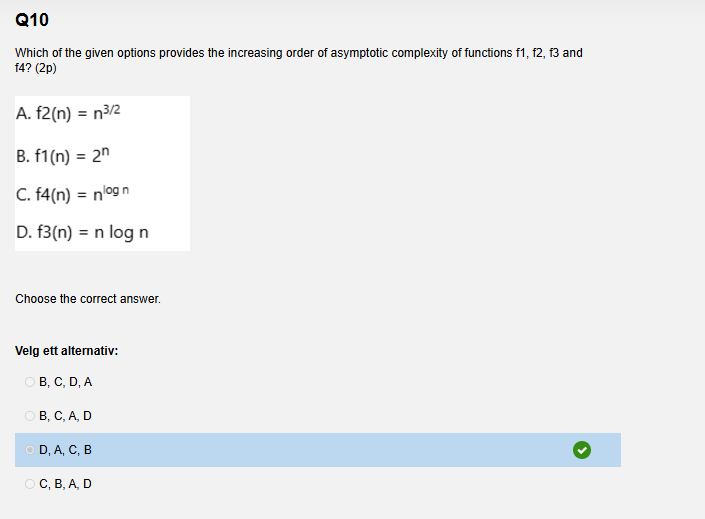 Q10
Which of the given options provides the increasing order of asymptotic complexity of functions f1, f2, f3 and
f4? (2p)
A. f2(n) = n^3/2
B. f1(n) = 2^n
C. f4(n) = n^log n
D. f3(n) = n log n
Choose the correct answer.
Velg ett alternativ:
B, C, D, A
B, C, A, D
D, A, C, B
C, B, A, D